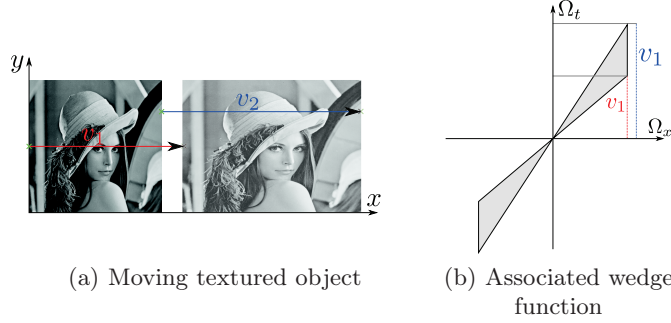 y
v₁
v₂
x
(a) Moving textured object
Ωₜ
v₁
v₁
Ωₓ
(b) Associated wedge
function